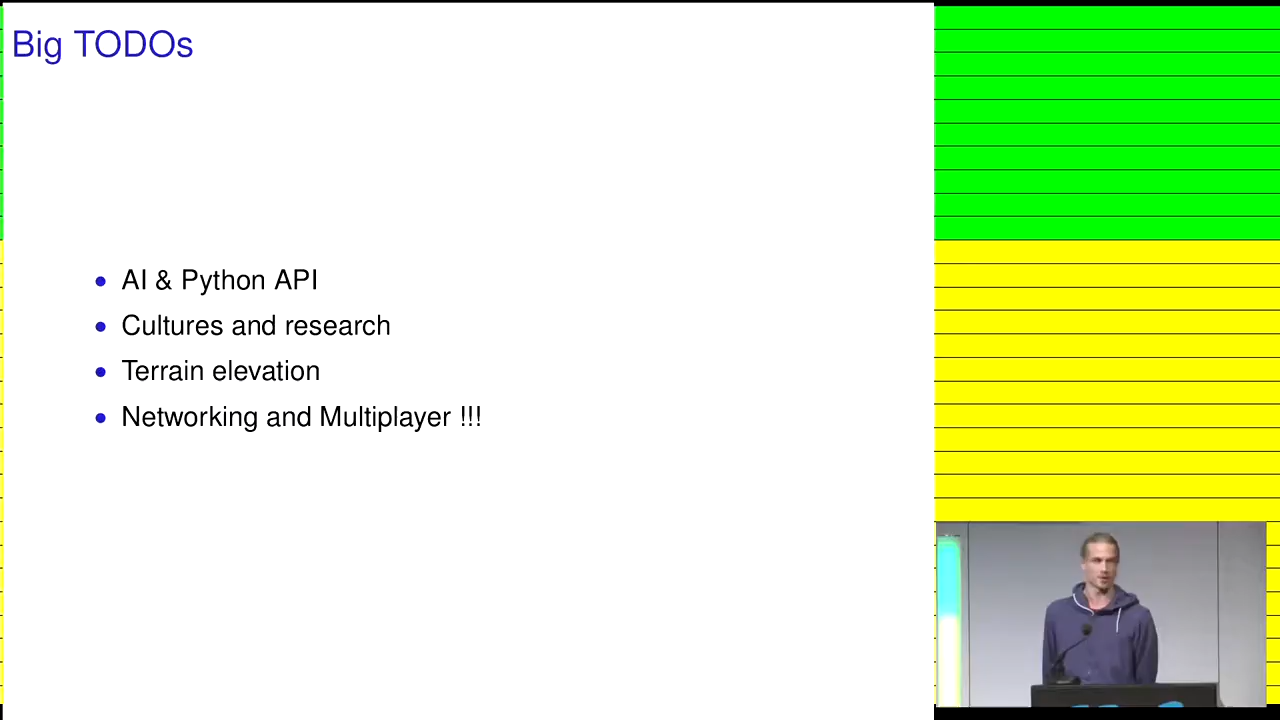 Big TODOs
• AI & Python API
• Cultures and research
• Terrain elevation
• Networking and Multiplayer !!!